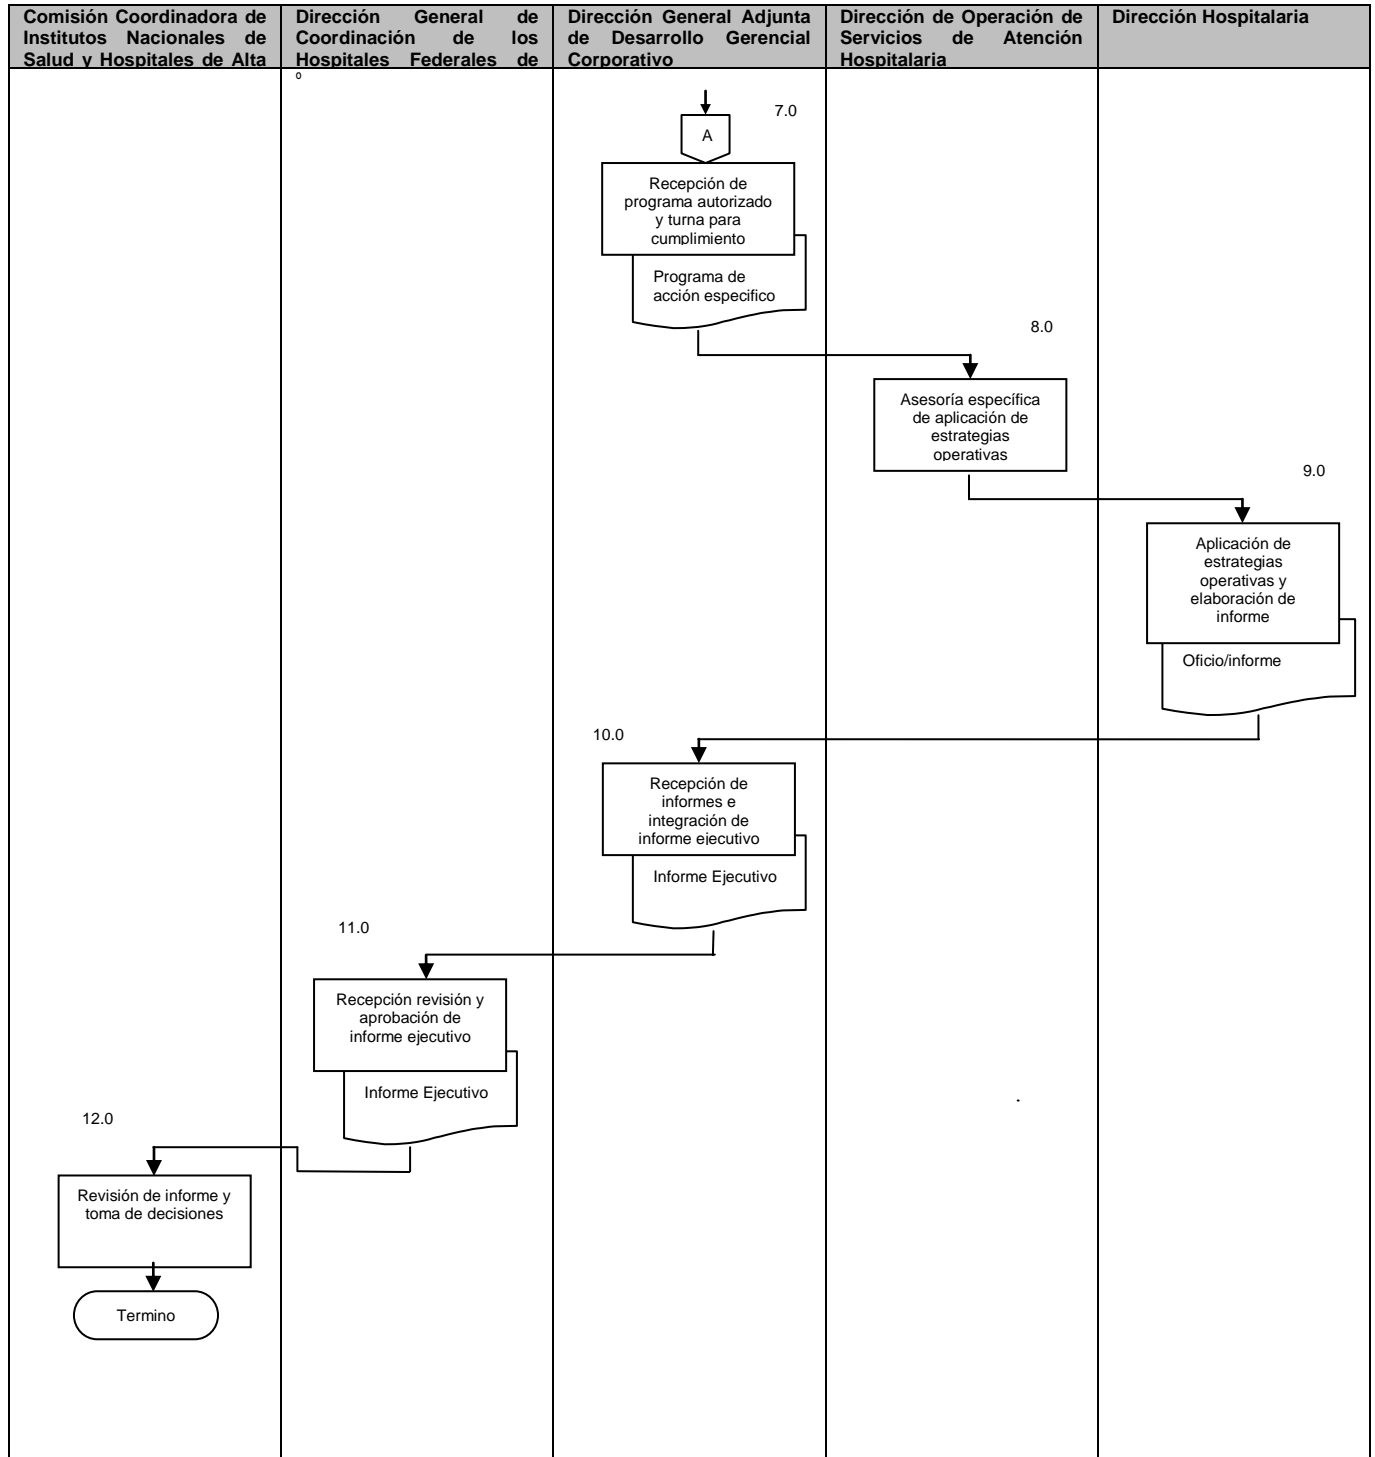 Comisión Coordinadora de
Institutos Nacionales de
Salud y Hospitales de Alta
Dirección General de
Coordinación de los
Hospitales Federales de
Dirección General Adjunta
de Desarrollo Gerencial
Corporativo
Dirección de Operación de
Servicios de Atención
Hospitalaria
Dirección Hospitalaria
7.0
A
Recepción de
programa autorizado
y turna para
cumplimiento
Programa de
acción especifico
8.0
Asesoría específica
de aplicación de
estrategias
operativas
9.0
Aplicación de
estrategias
operativas y
elaboración de
informe
Oficio/informe
10.0
Recepción de
informes e
integración de
informe ejecutivo
Informe Ejecutivo
11.0
Recepción revisión y
aprobación de
informe ejecutivo
Informe Ejecutivo
12.0
Revisión de informe y
toma de decisiones
Termino